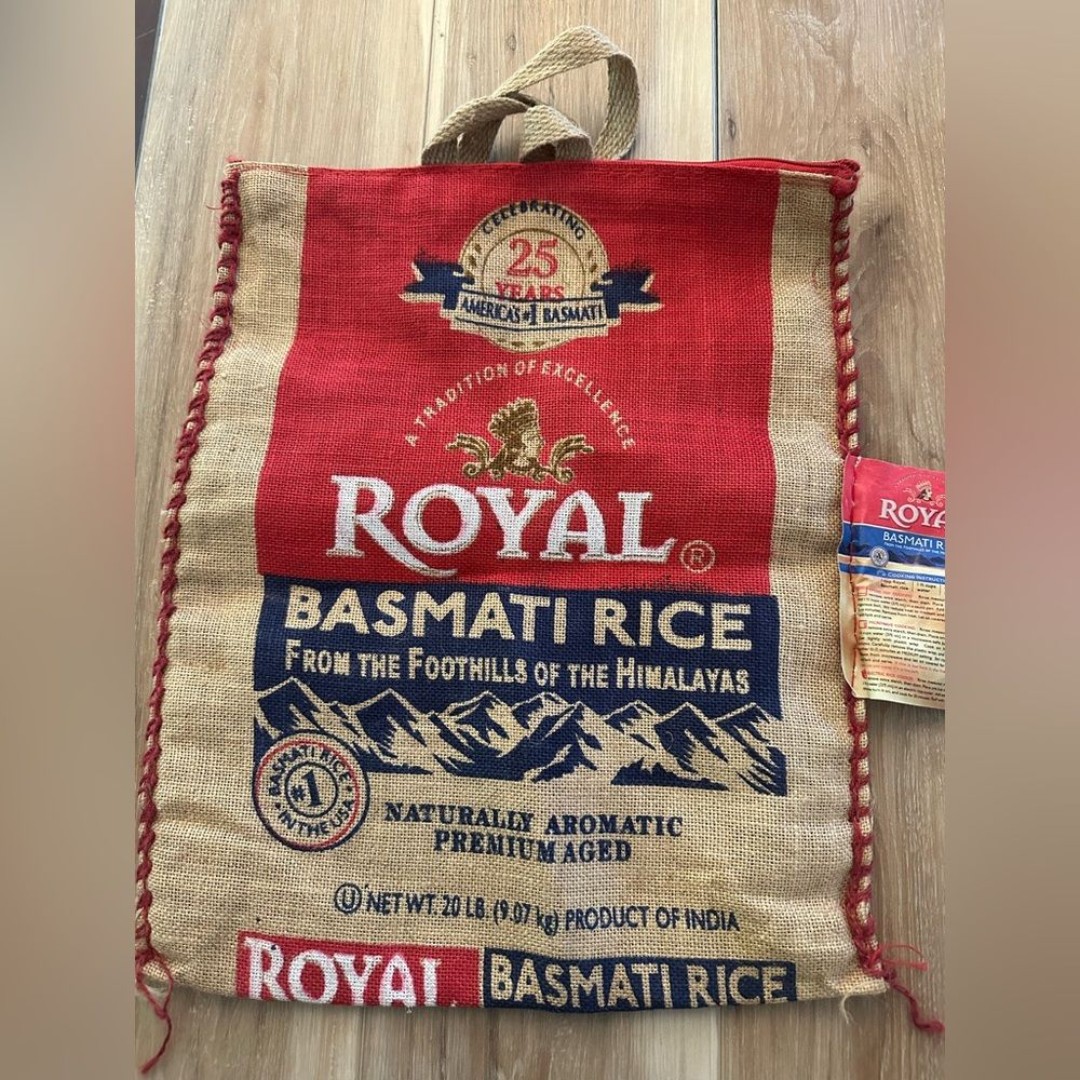 CELEBRATING
25
YEARS
AMERICA'S #1 BASMATI
A TRADITION OF EXCELLENCE
ROYAL®
BASMATI RICE
FROM THE FOOTHILLS OF THE HIMALAYAS
BASMATI RICE
#1
IN THE USA
NATURALLY AROMATIC
PREMIUM AGED
U NET WT. 20 LB. (9.07 kg) PRODUCT OF INDIA
ROYAL BASMATI RICE
ROYA
BASMATI R
COOKING INSTRUCTI